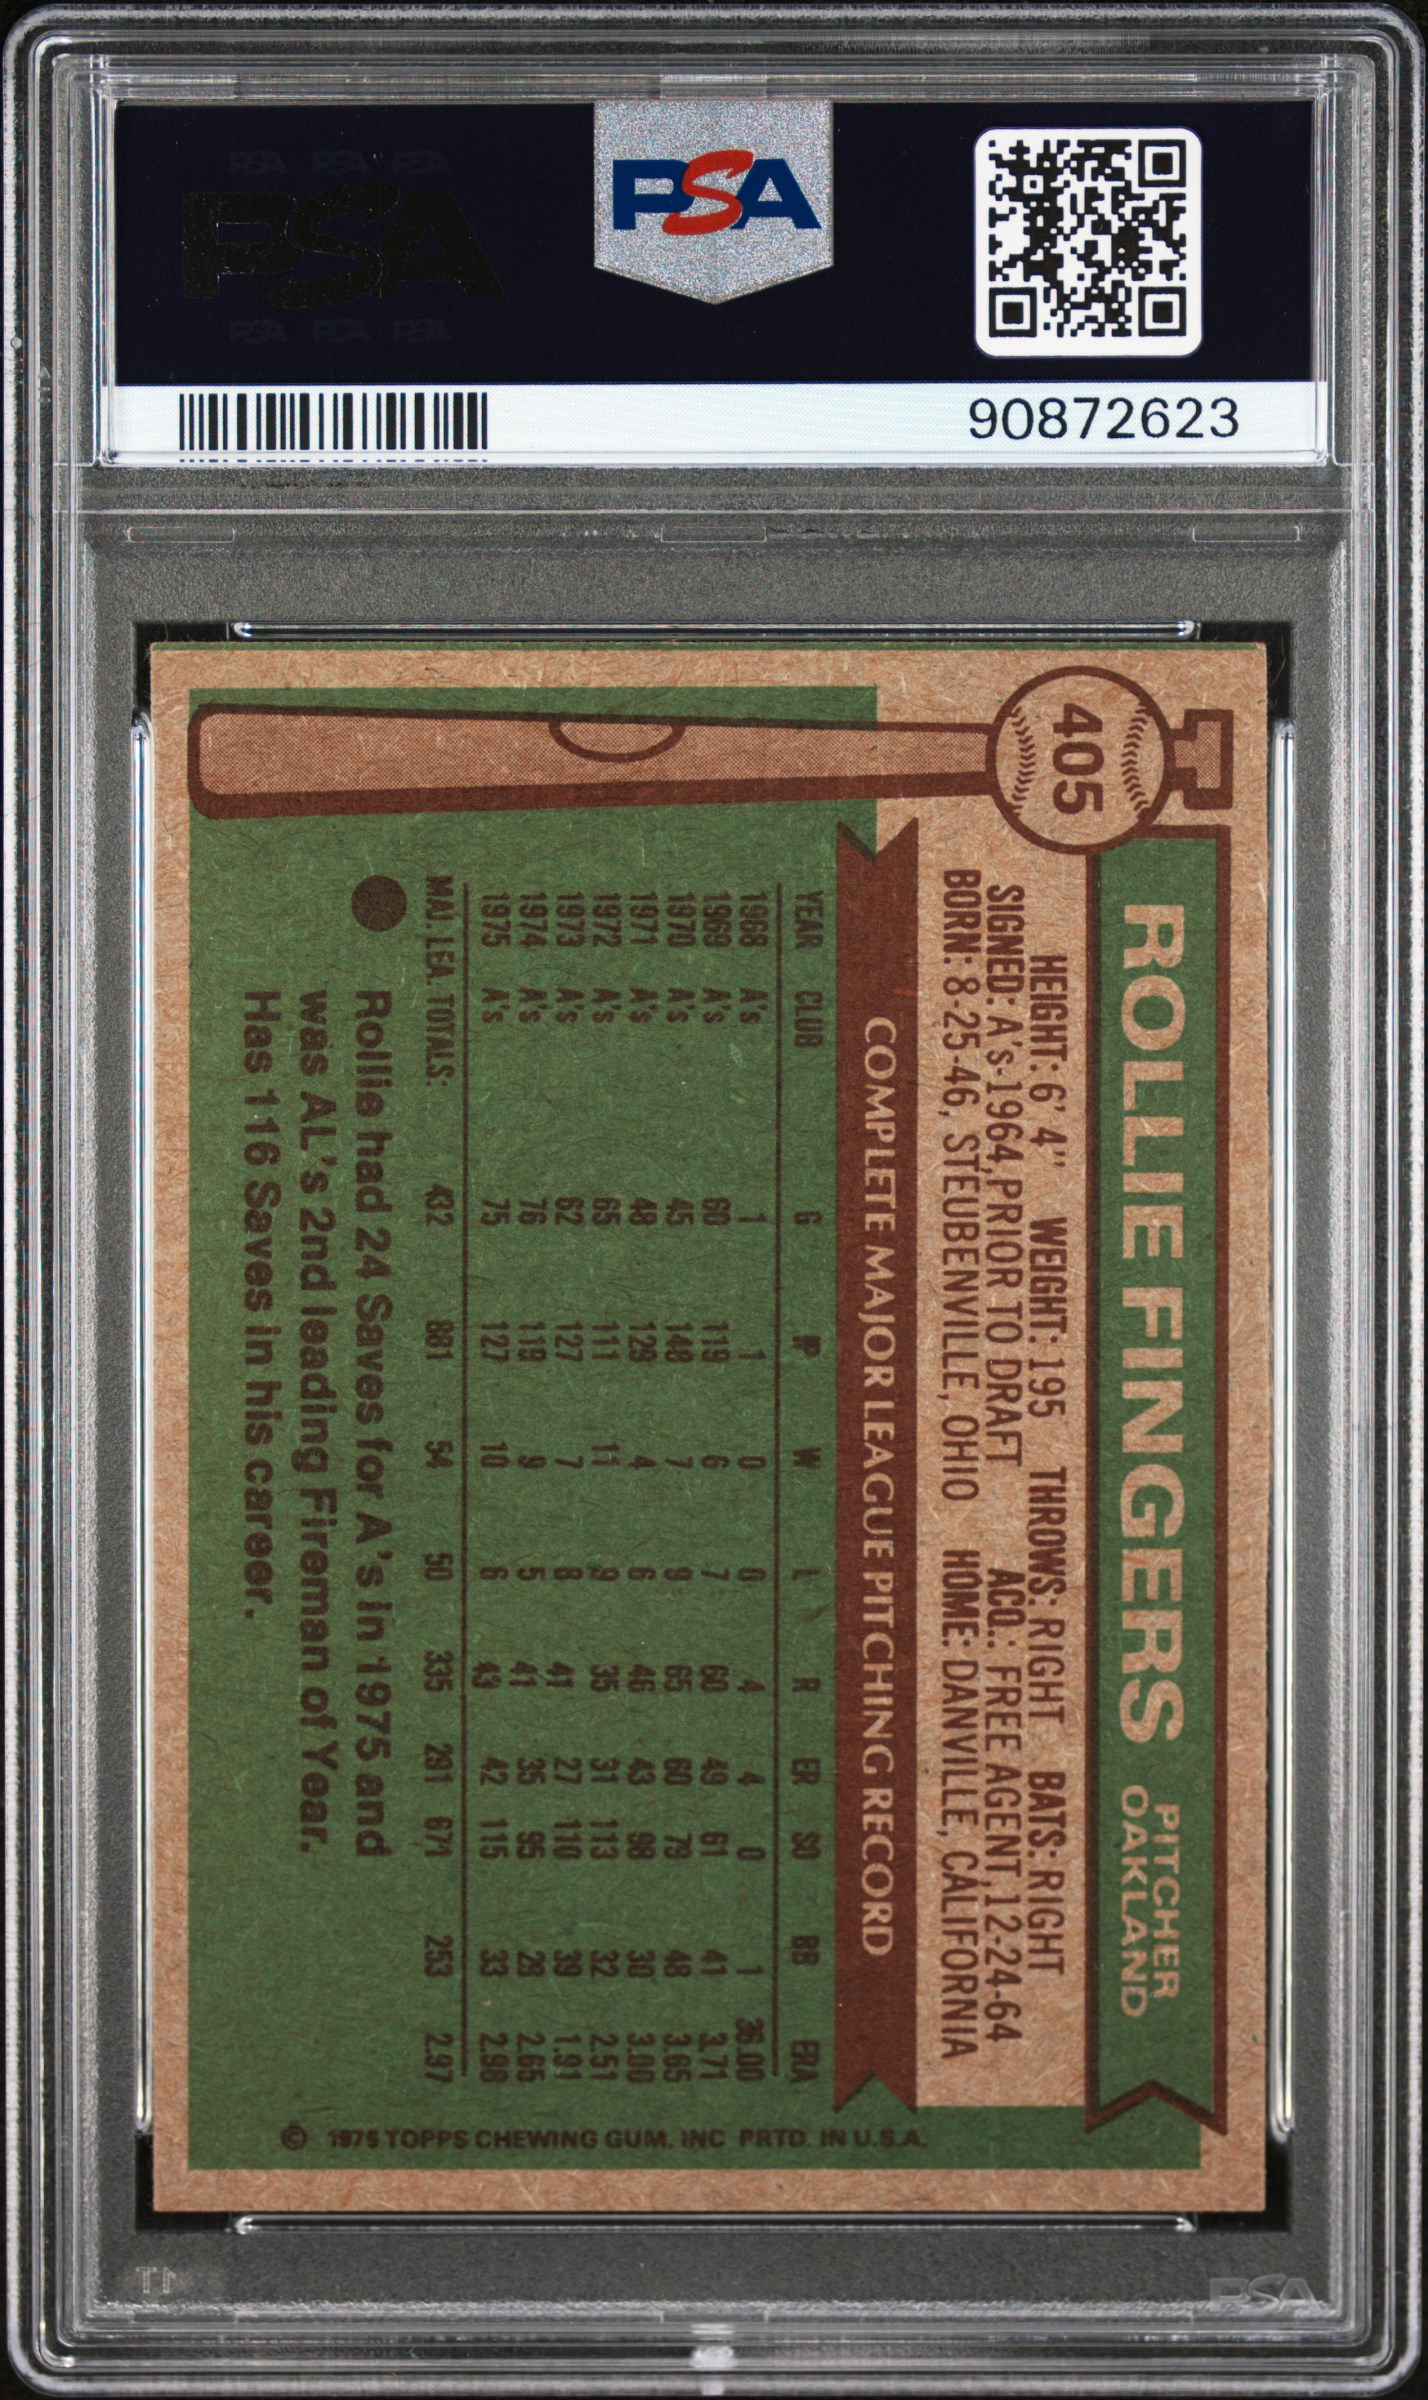 PSA PSA PSA
PSA
PSA PSA PSA
PSA
90872623
405
ROLLIE FINGERS
PITCHER
OAKLAND
HEIGHT: 6' 4" WEIGHT: 195 THROWS: RIGHT BATS: RIGHT
SIGNED: A's-1964, PRIOR TO DRAFT ACQ.: FREE AGENT, 12-24-64
BORN: 8-25-46, STEUBENVILLE, OHIO HOME: DANVILLE, CALIFORNIA
COMPLETE MAJOR LEAGUE PITCHING RECORD
YEAR CLUB G IP W L R ER SO BB ERA
1968 A's 1 1 0 0 4 4 0 1 36.00
1969 A's 60 119 6 7 60 49 61 41 3.71
1970 A's 45 148 7 9 65 60 79 48 3.65
1971 A's 48 129 4 6 46 43 98 30 3.00
1972 A's 65 111 11 9 35 31 113 32 2.51
1973 A's 62 127 7 8 41 27 110 39 1.91
1974 A's 76 119 9 5 41 35 95 29 2.65
1975 A's 75 127 10 6 43 42 115 33 2.98
MAJ. LEA. TOTALS: 432 881 54 50 335 291 671 253 2.97
Rollie had 24 Saves for A's in 1975 and
was AL's 2nd leading Fireman of Year.
Has 116 Saves in his career.
© 1976 TOPPS CHEWING GUM, INC PRTD. IN U.S.A.
PSA